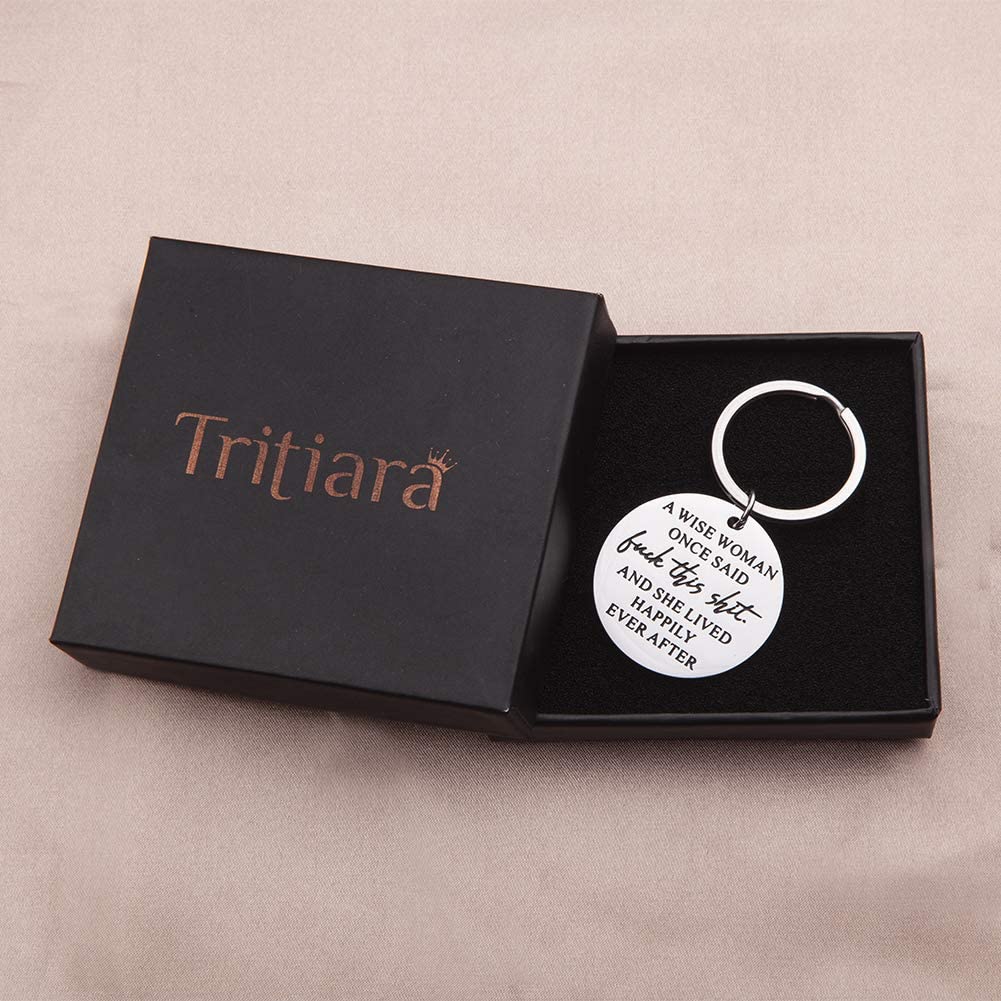 Tritiara
A WISE WOMAN
ONCE SAID
fuck this shit.
AND SHE LIVED
HAPPILY
EVER AFTER